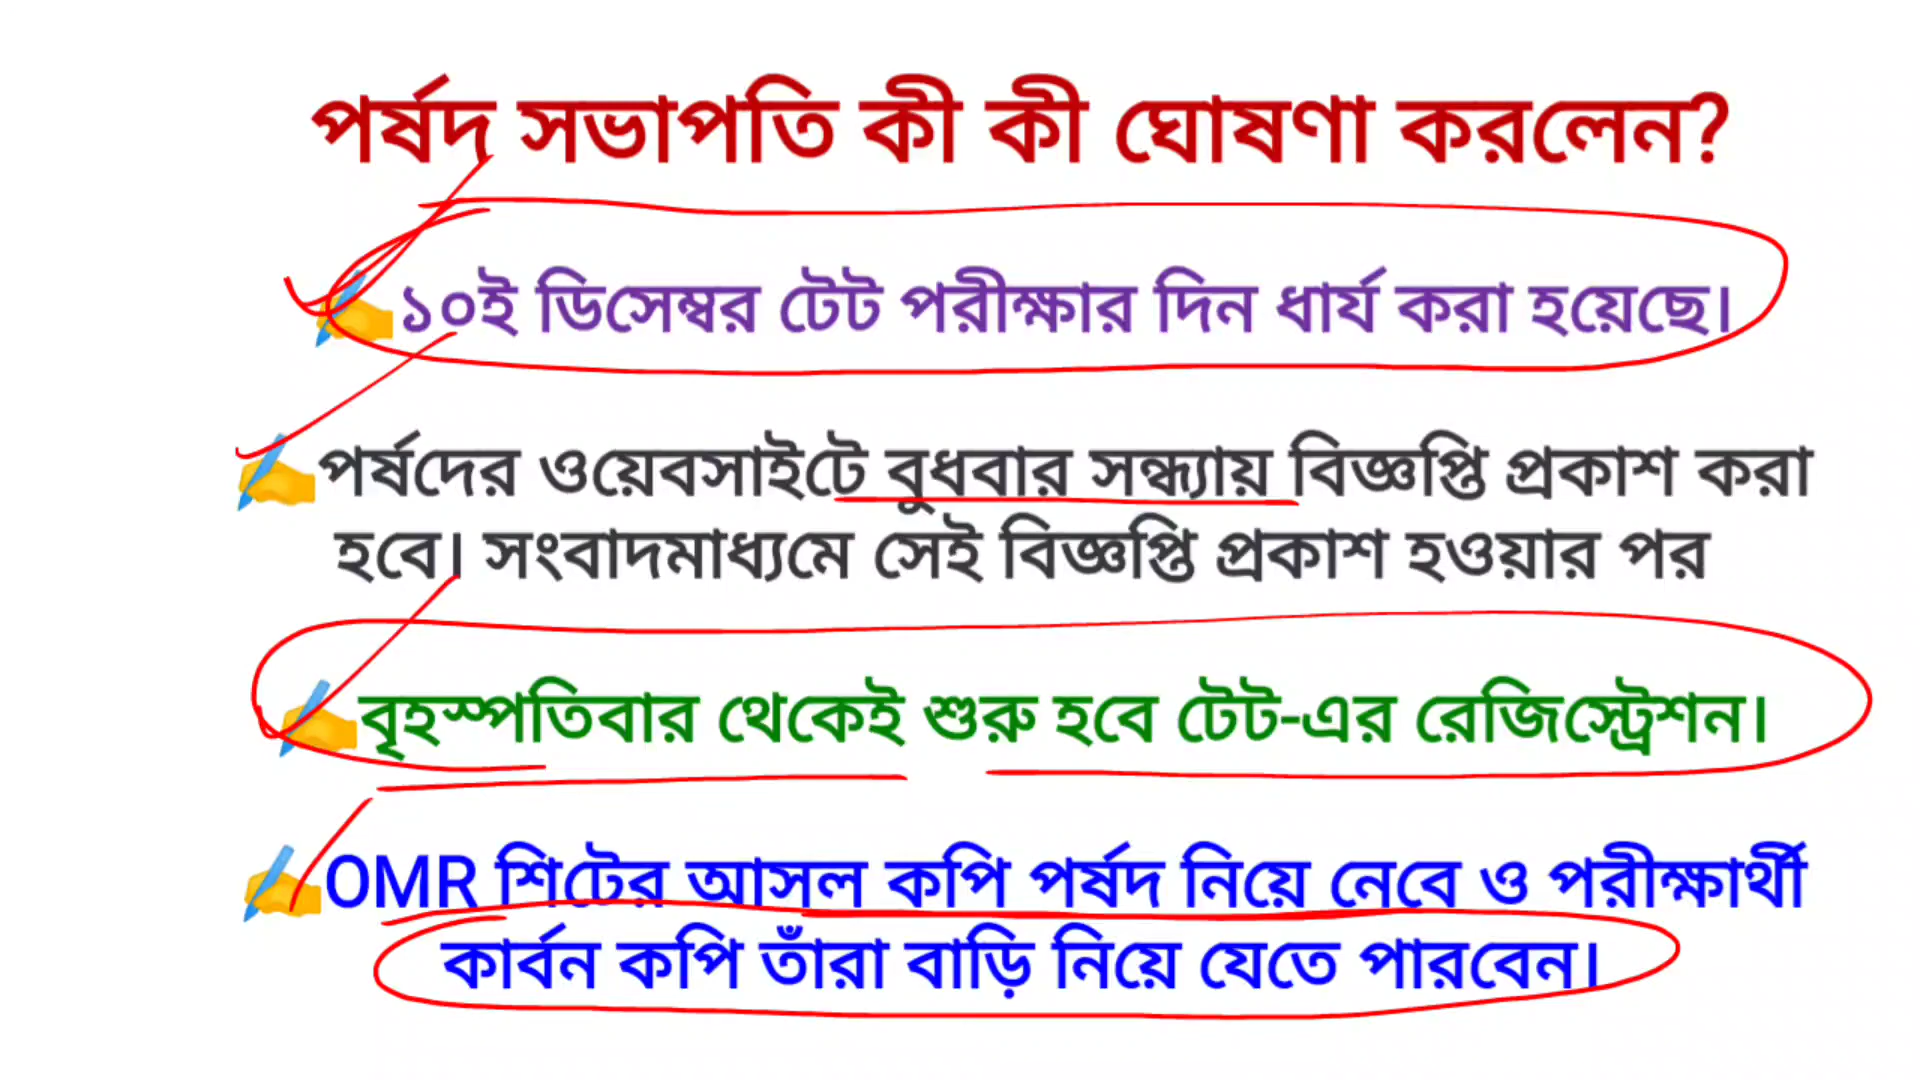 পর্ষদ সভাপতি কী কী ঘোষণা করলেন?
✍️১০ই ডিসেম্বর টেট পরীক্ষার দিন ধার্য করা হয়েছে।
✍️পর্ষদের ওয়েবসাইটে বুধবার সন্ধ্যায় বিজ্ঞপ্তি প্রকাশ করা
হবে। সংবাদমাধ্যমে সেই বিজ্ঞপ্তি প্রকাশ হওয়ার পর
✍️বৃহস্পতিবার থেকেই শুরু হবে টেট-এর রেজিস্ট্রেশন।
✍️OMR শিটের আসল কপি পর্ষদ নিয়ে নেবে ও পরীক্ষার্থী
কার্বন কপি তাঁরা বাড়ি নিয়ে যেতে পারবেন।